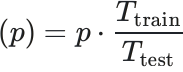 (p) = p · T_train / T_test